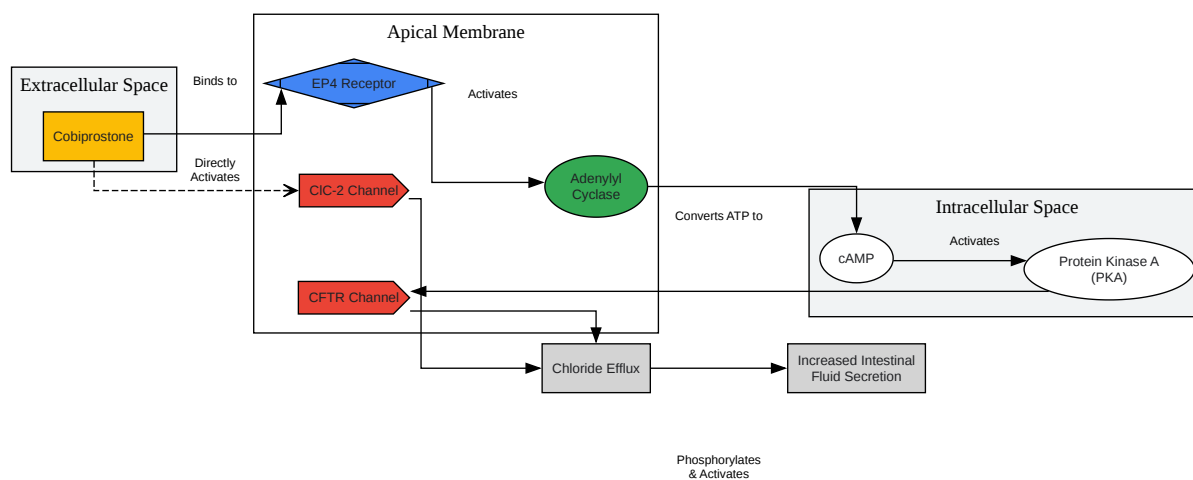 Apical Membrane
Extracellular Space
Binds to
EP4 Receptor
Activates
Cobiprostone
Directly
Activates
ClC-2 Channel
Adenylyl
Cyclase
Converts ATP to
Intracellular Space
cAMP
Activates
Protein Kinase A
(PKA)
CFTR Channel
Chloride Efflux
Increased Intestinal
Fluid Secretion
Phosphorylates
& Activates